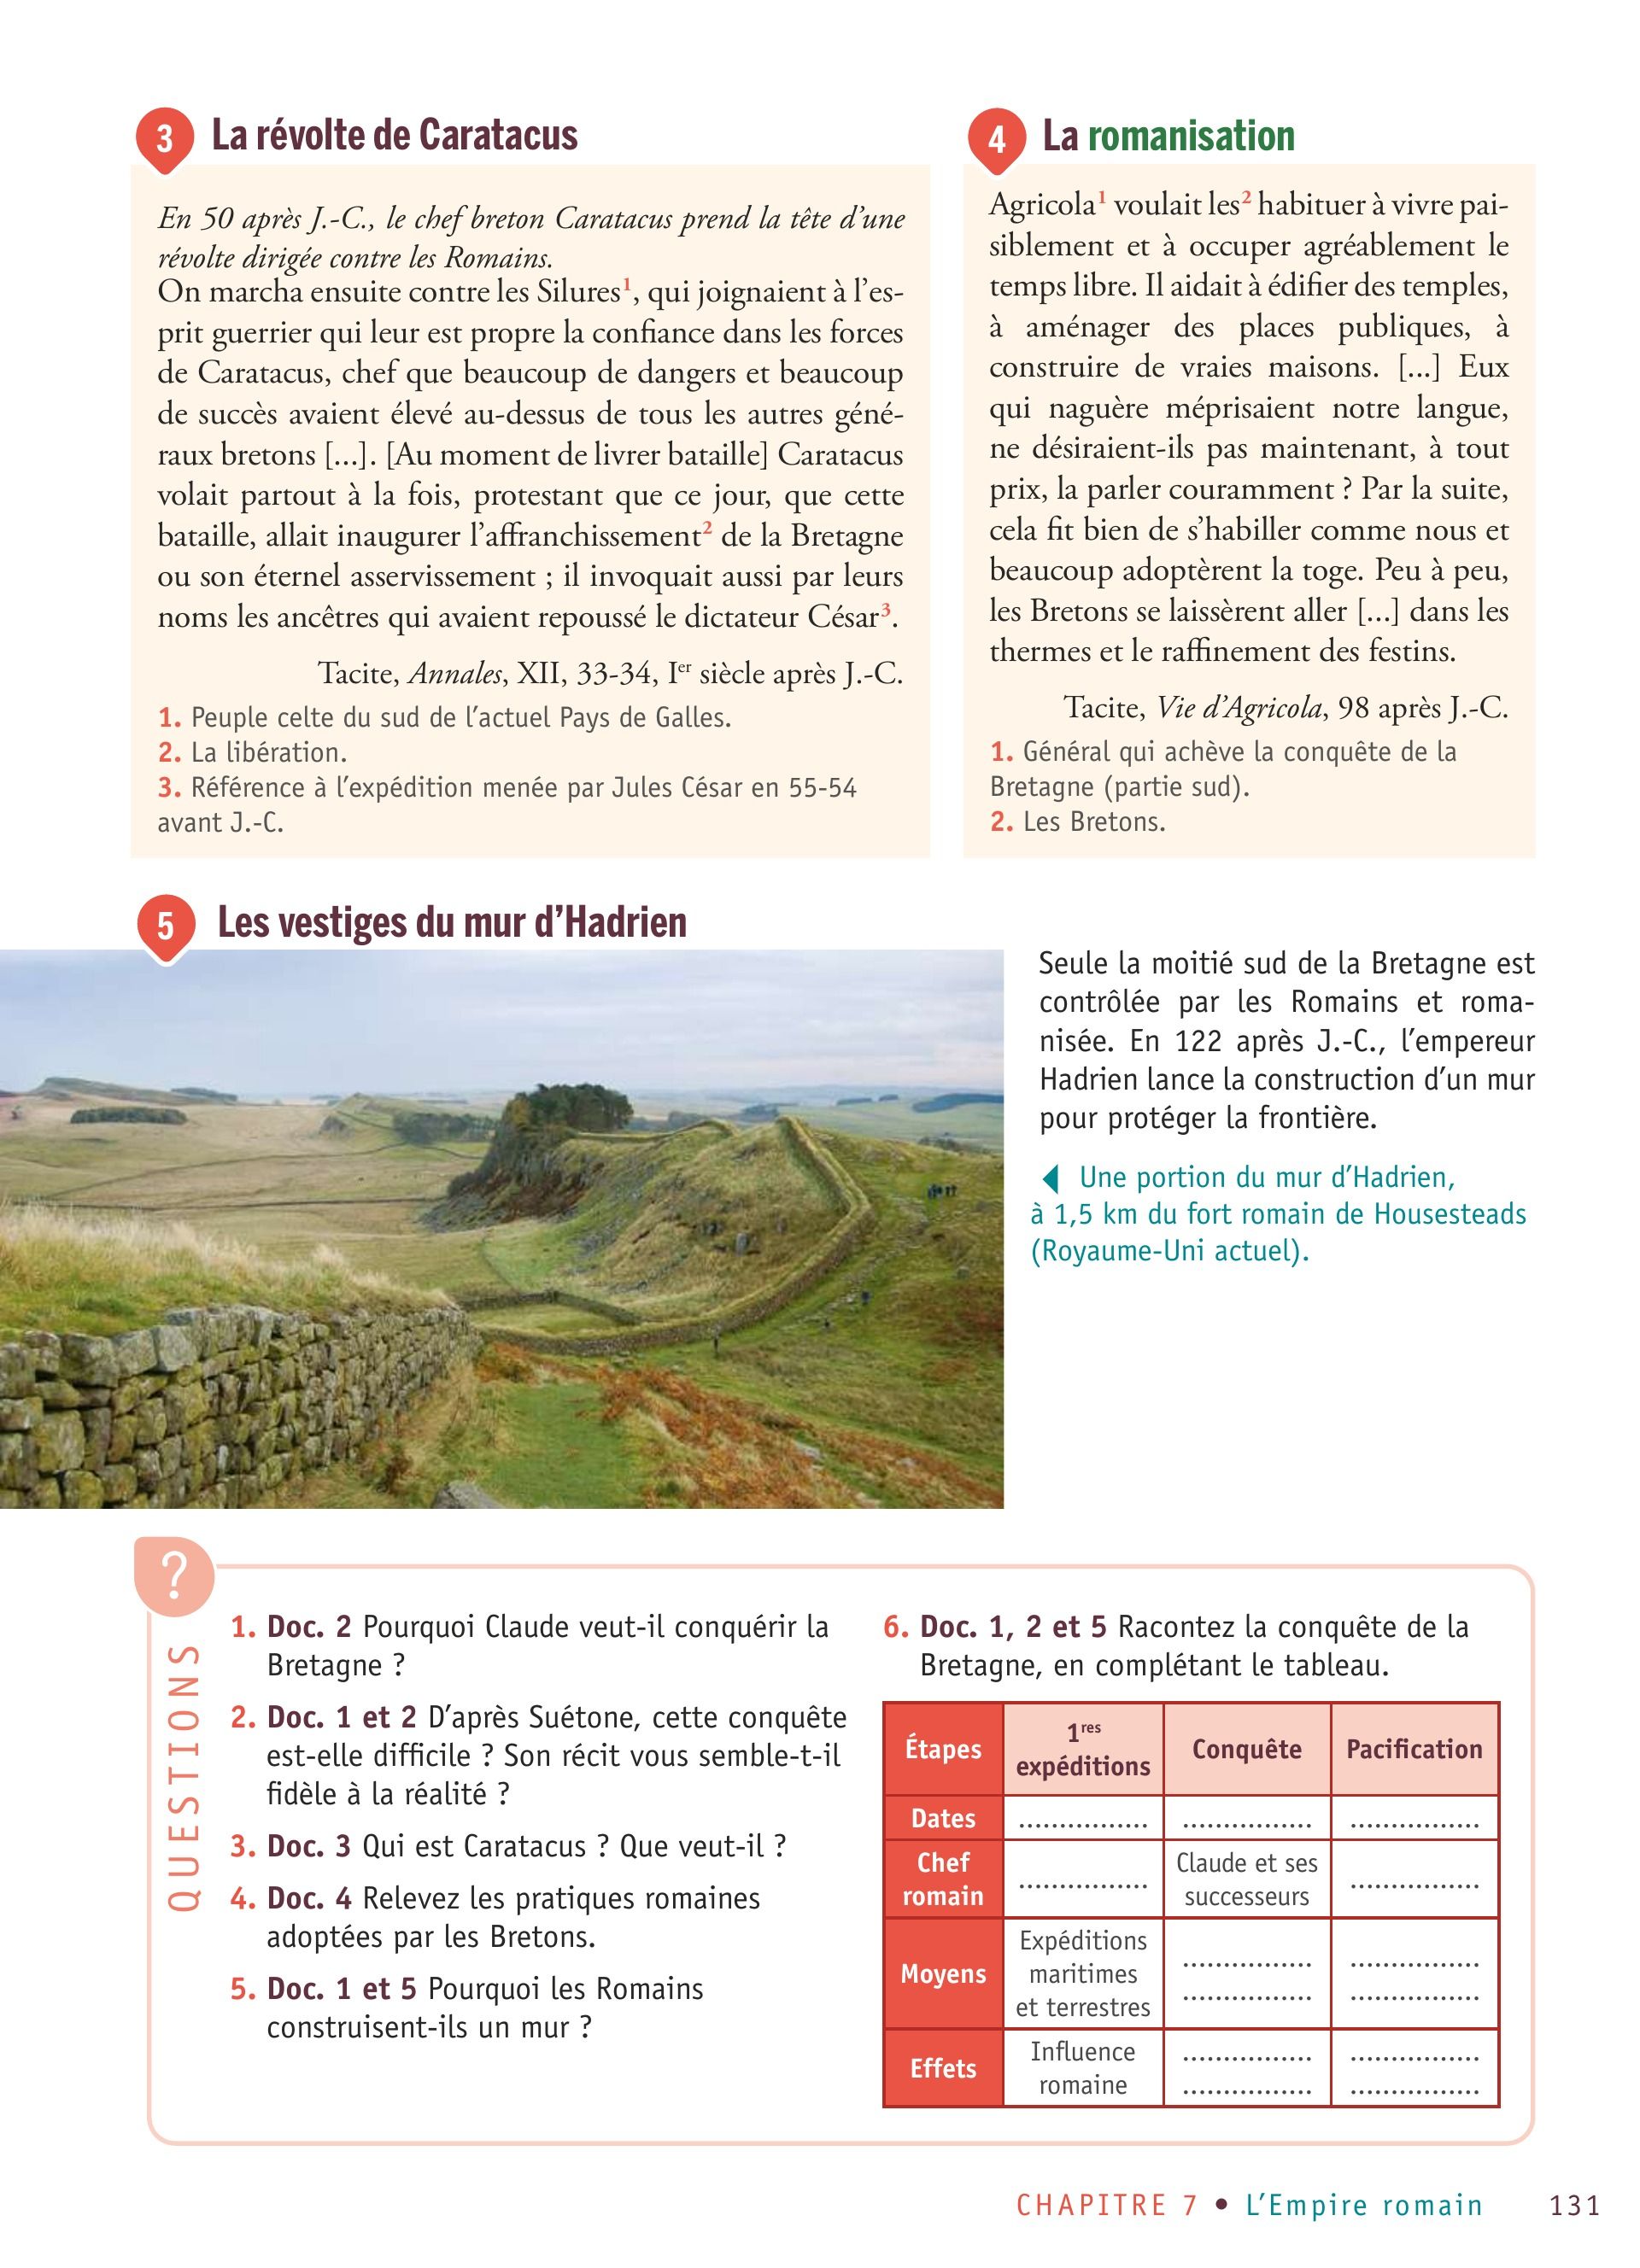 3 La révolte de Caratacus
En 50 après J.-C., le chef breton Caratacus prend la tête d'une
révolte dirigée contre les Romains.
On marcha ensuite contre les Silures1, qui joignaient à l'es-
prit guerrier qui leur est propre la confiance dans les forces
de Caratacus, chef que beaucoup de dangers et beaucoup
de succès avaient élevé au-dessus de tous les autres géné-
raux bretons [...]. [Au moment de livrer bataille] Caratacus
volait partout à la fois, protestant que ce jour, que cette
bataille, allait inaugurer l'affranchissement2 de la Bretagne
ou son éternel asservissement ; il invoquait aussi par leurs
noms les ancêtres qui avaient repoussé le dictateur César3.
Tacite, Annales, XII, 33-34, Ier siècle après J.-C.
1. Peuple celte du sud de l'actuel Pays de Galles.
2. La libération.
3. Référence à l'expédition menée par Jules César en 55-54
avant J.-C.
4 La romanisation
Agricola1 voulait les2 habituer à vivre pai-
siblement et à occuper agréablement le
temps libre. Il aidait à édifier des temples,
à aménager des places publiques, à
construire de vraies maisons. [...] Eux
qui naguère méprisaient notre langue,
ne désiraient-ils pas maintenant, à tout
prix, la parler couramment ? Par la suite,
cela fit bien de s'habiller comme nous et
beaucoup adoptèrent la toge. Peu à peu,
les Bretons se laissèrent aller [...] dans les
thermes et le raffinement des festins.
Tacite, Vie d'Agricola, 98 après J.-C.
1. Général qui achève la conquête de la
Bretagne (partie sud).
2. Les Bretons.
5 Les vestiges du mur d'Hadrien
Seule la moitié sud de la Bretagne est
contrôlée par les Romains et roma-
nisée. En 122 après J.-C., l'empereur
Hadrien lance la construction d'un mur
pour protéger la frontière.
◀ Une portion du mur d'Hadrien,
à 1,5 km du fort romain de Housesteads
(Royaume-Uni actuel).
?
QUESTIONS
1. Doc. 2 Pourquoi Claude veut-il conquérir la
Bretagne ?
2. Doc. 1 et 2 D'après Suétone, cette conquête
est-elle difficile ? Son récit vous semble-t-il
fidèle à la réalité ?
3. Doc. 3 Qui est Caratacus ? Que veut-il ?
4. Doc. 4 Relevez les pratiques romaines
adoptées par les Bretons.
5. Doc. 1 et 5 Pourquoi les Romains
construisent-ils un mur ?
6. Doc. 1, 2 et 5 Racontez la conquête de la
Bretagne, en complétant le tableau.
Étapes
1res
expéditions
Conquête
Pacification
Dates
................ ................ ................
Chef
romain
................
Claude et ses
successeurs
................
Moyens
Expéditions
maritimes
et terrestres
................ ................
................ ................
Effets
Influence
romaine
................ ................
................ ................
CHAPITRE 7 • L'Empire romain 131